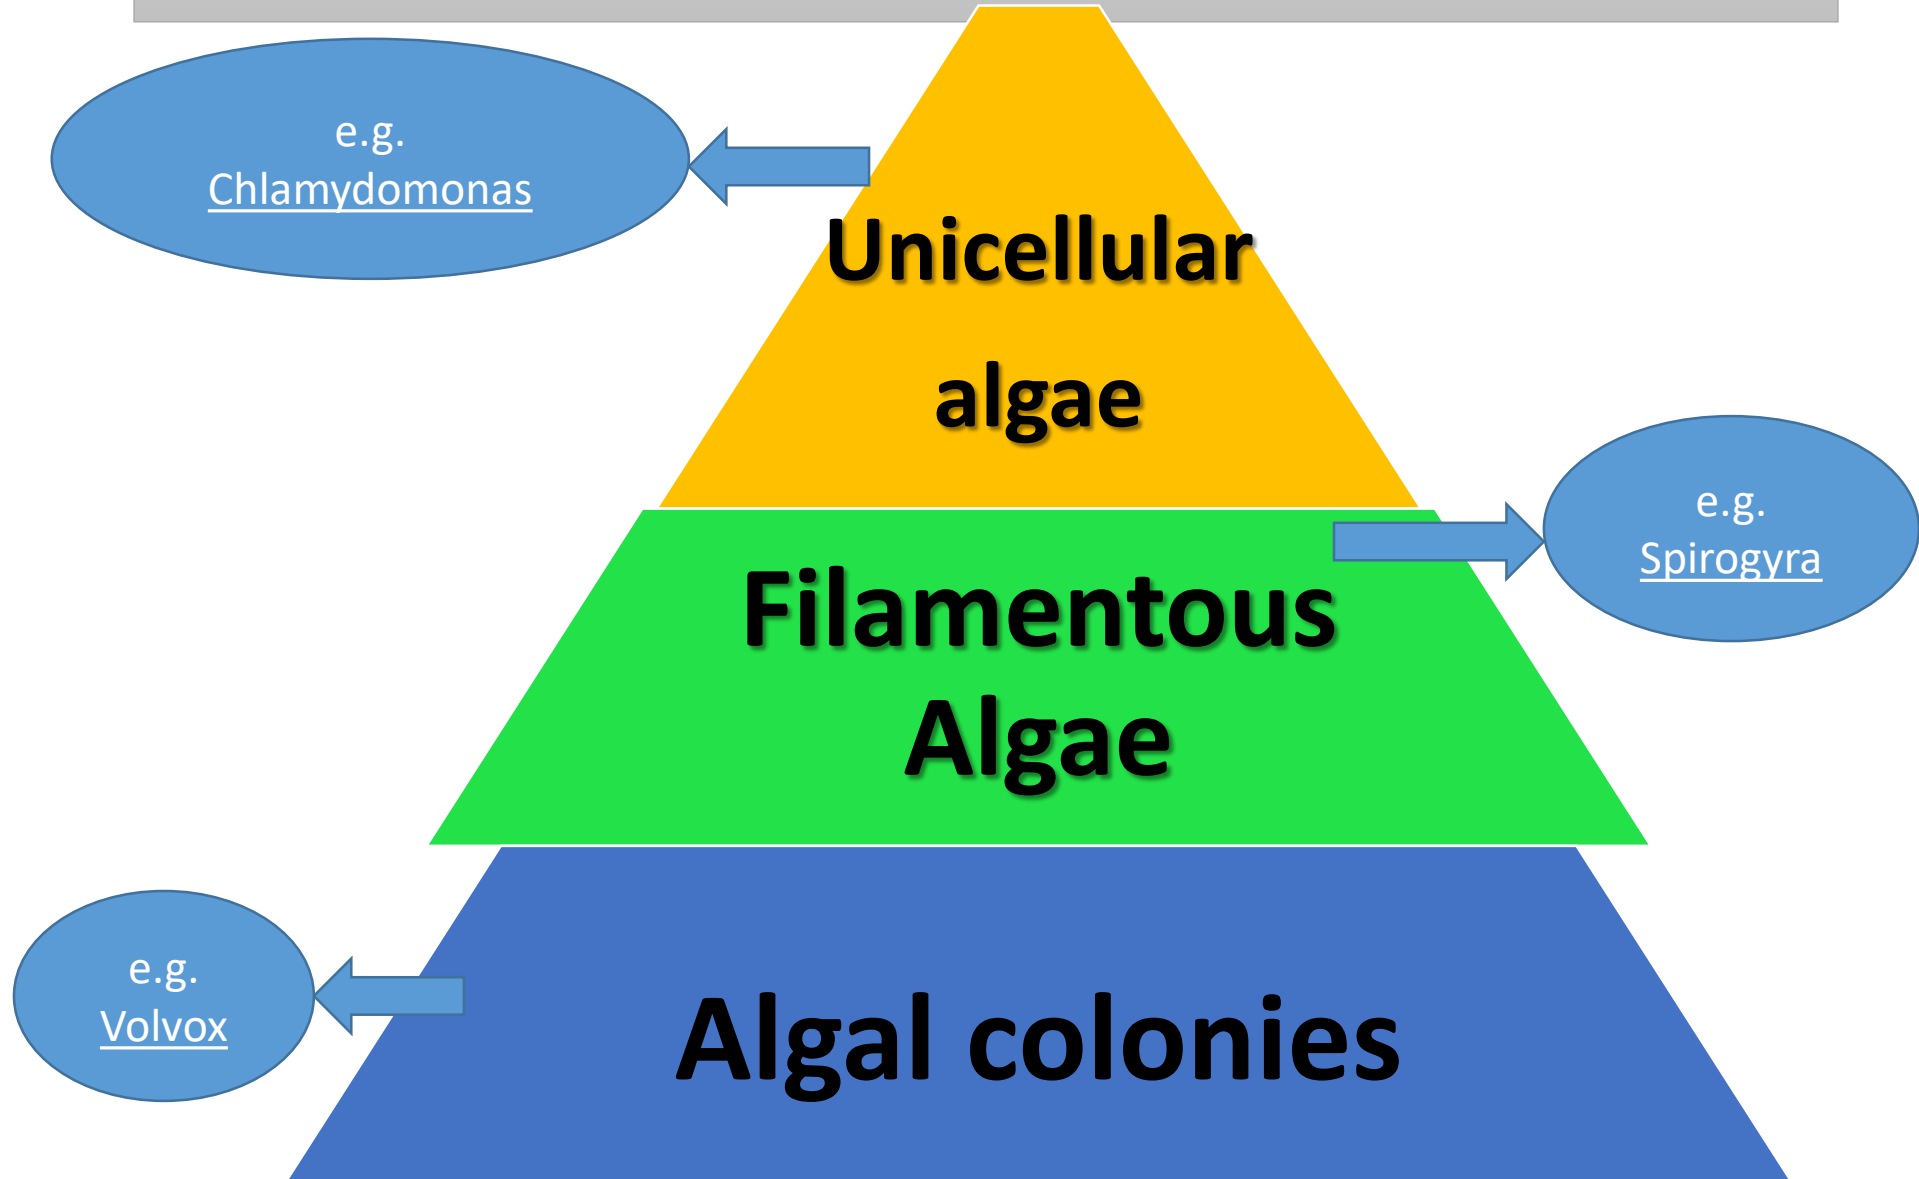 e.g.
Chlamydomonas
Unicellular
algae
e.g.
Spirogyra
Filamentous
Algae
e.g.
Volvox
Algal colonies